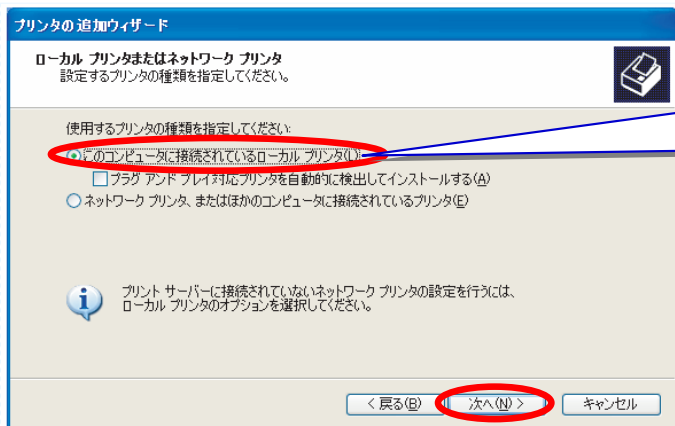 プリンタの追加ウィザード
ローカル プリンタまたはネットワーク プリンタ
設定するプリンタの種類を指定してください。
使用するプリンタの種類を指定してください:
このコンピュータに接続されているローカル プリンタ(L)
プラグ アンド プレイ対応プリンタを自動的に検出してインストールする(A)
ネットワーク プリンタ、またはほかのコンピュータに接続されているプリンタ(E)
プリント サーバーに接続されていないネットワーク プリンタの設定を行うには、
ローカル プリンタのオプションを選択してください。
< 戻る(B) 次へ(N) > キャンセル